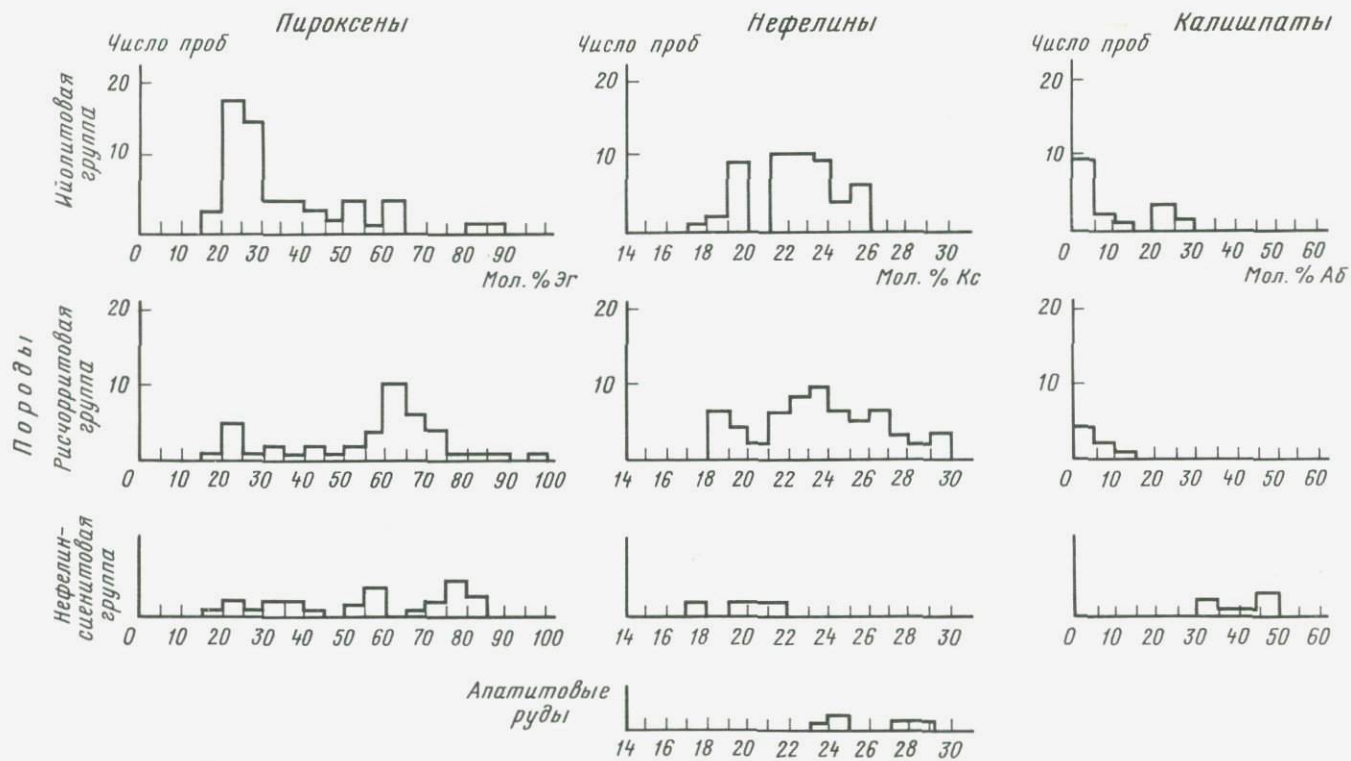 Пироксены
Нефелины
Калишпаты
Число проб
Число проб
Число проб
Породы
Ийолитовая группа
20
10
0 10 20 30 40 50 60 70 80 90
Мол. % Эг
20
10
14 16 18 20 22 24 26 28 30
Мол. % Кс
20
10
0 10 20 30 40 50 60
Мол. % Аб
Рисчорритовая группа
20
10
0 10 20 30 40 50 60 70 80 90 100
20
10
14 16 18 20 22 24 26 28 30
20
10
0 10 20 30 40 50 60
Нефелин-
сиенитовая
группа
0 10 20 30 40 50 60 70 80 90 100
14 16 18 20 22 24 26 28 30
0 10 20 30 40 50 60
Апатитовые
руды
14 16 18 20 22 24 26 28 30